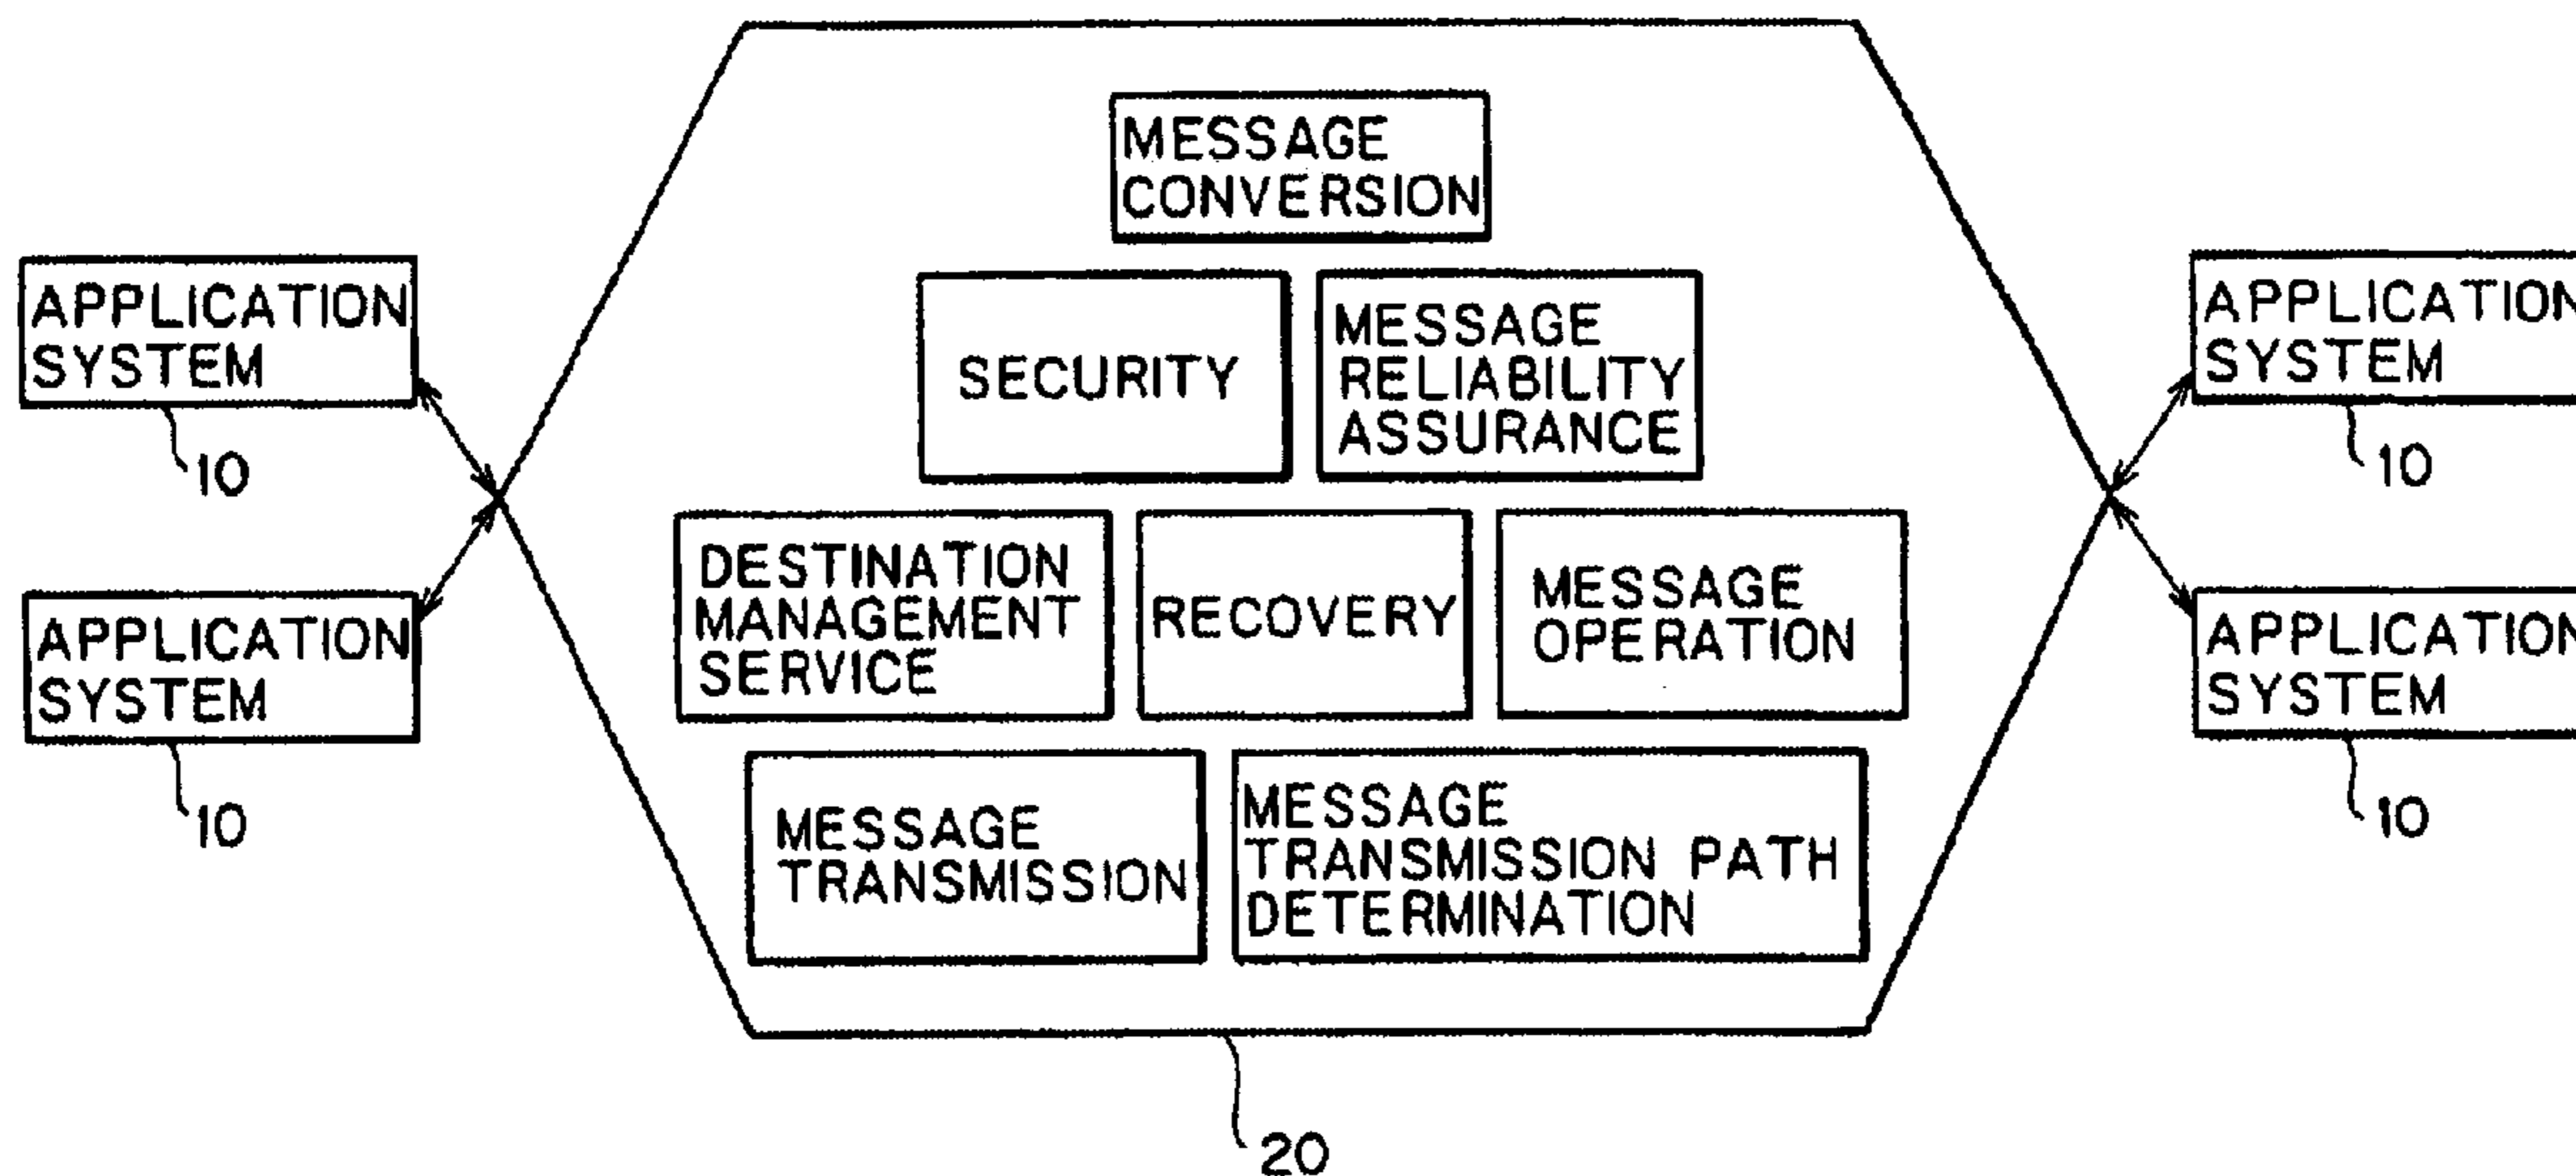 MESSAGE
CONVERSION
APPLICATION
SYSTEM
10
APPLICATION
SYSTEM
10
SECURITY
MESSAGE
RELIABILITY
ASSURANCE
DESTINATION
MANAGEMENT
SERVICE
RECOVERY
MESSAGE
OPERATION
MESSAGE
TRANSMISSION
MESSAGE
TRANSMISSION PATH
DETERMINATION
APPLICATION
SYSTEM
10
APPLICATION
SYSTEM
10
20